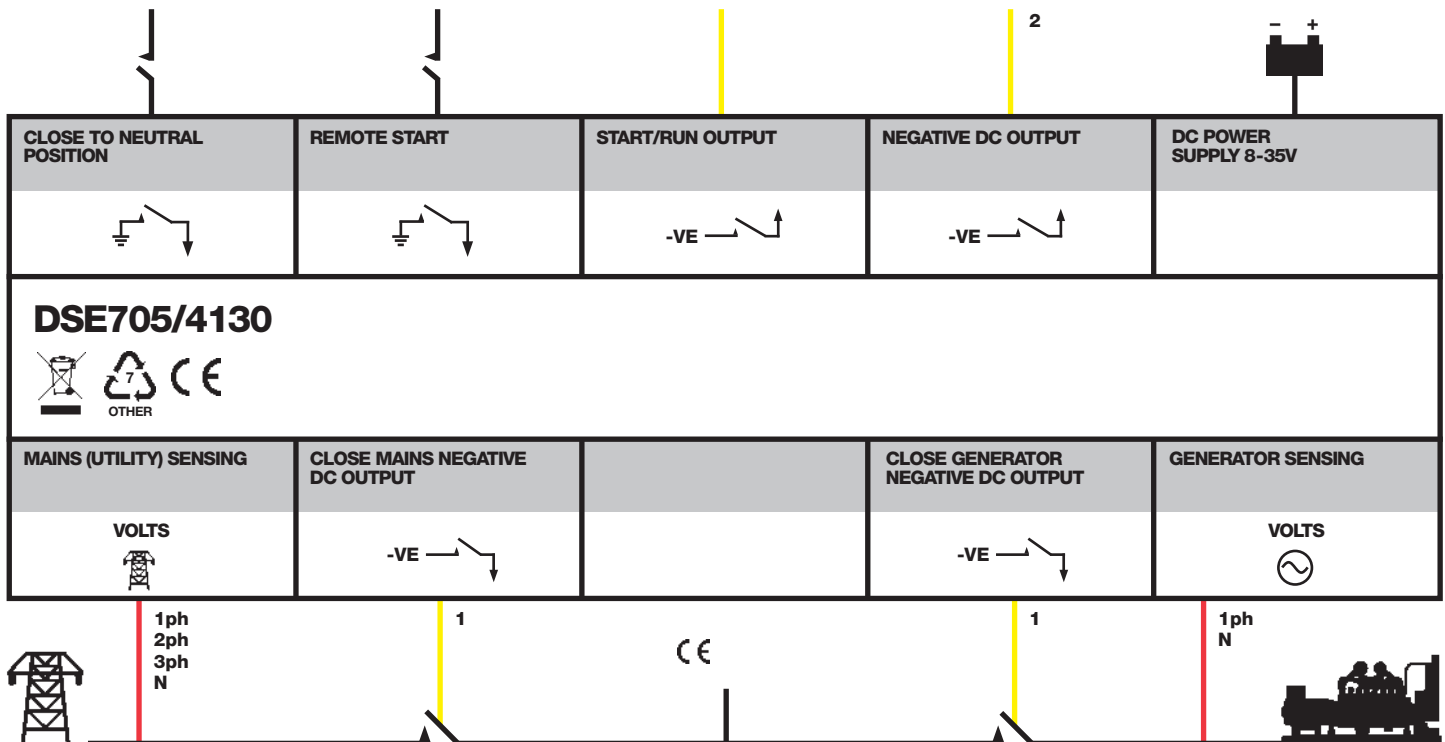 2
– +
CLOSE TO NEUTRAL
POSITION
REMOTE START
START/RUN OUTPUT
NEGATIVE DC OUTPUT
DC POWER
SUPPLY 8-35V
-VE
-VE
DSE705/4130
7
OTHER
CE
MAINS (UTILITY) SENSING
CLOSE MAINS NEGATIVE
DC OUTPUT
CLOSE GENERATOR
NEGATIVE DC OUTPUT
GENERATOR SENSING
VOLTS
-VE
-VE
VOLTS
1ph
2ph
3ph
N
1
CE
1
1ph
N